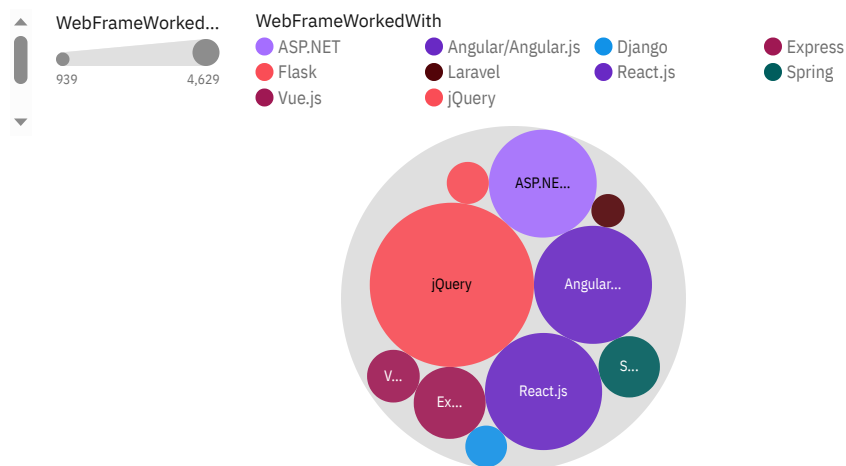 WebFrameWorked...
939
4,629
WebFrameWorkedWith
ASP.NET
Angular/Angular.js
Django
Express
Flask
Laravel
React.js
Spring
Vue.js
jQuery
ASP.NE...
jQuery
Angular...
S...
V...
Ex...
React.js